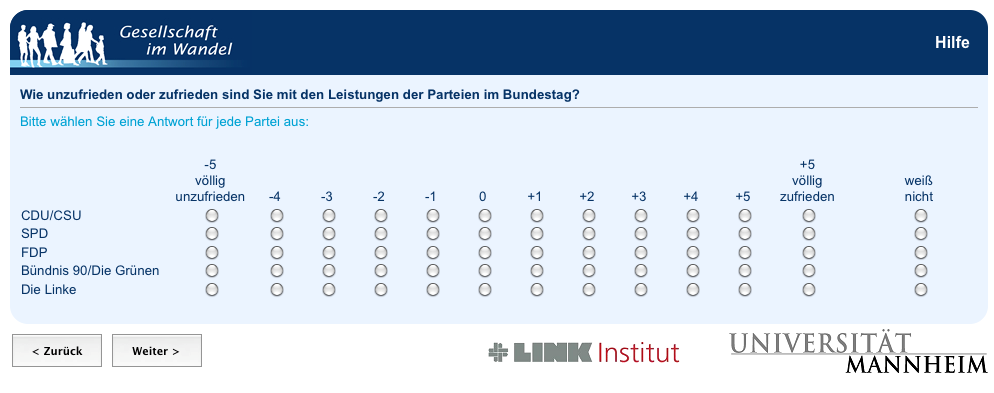 Gesellschaft
im Wandel
Hilfe
Wie unzufrieden oder zufrieden sind Sie mit den Leistungen der Parteien im Bundestag?
Bitte wählen Sie eine Antwort für jede Partei aus:
-5 +5
völlig völlig weiß
unzufrieden -4 -3 -2 -1 0 +1 +2 +3 +4 +5 zufrieden nicht
CDU/CSU
SPD
FDP
Bündnis 90/Die Grünen
Die Linke
< Zurück Weiter >
LINK Institut
UNIVERSITÄT
MANNHEIM